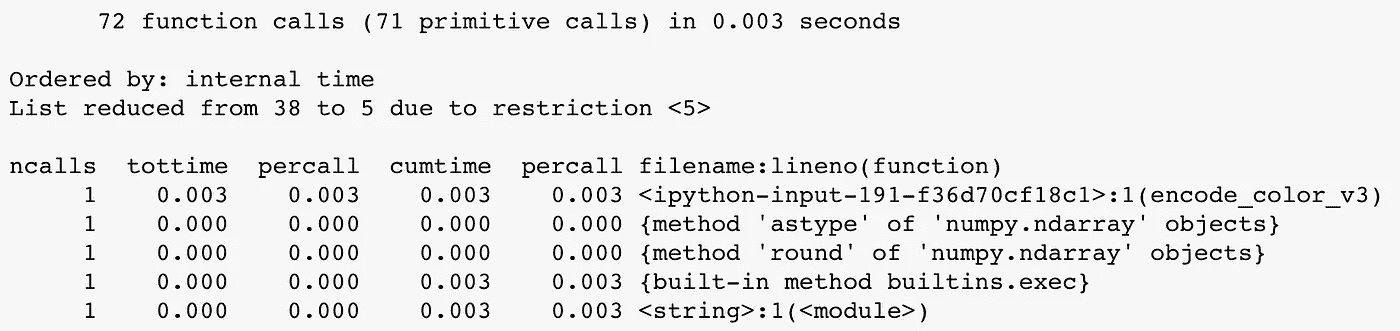 72 function calls (71 primitive calls) in 0.003 seconds
Ordered by: internal time
List reduced from 38 to 5 due to restriction <5>
ncalls  tottime  percall  cumtime  percall filename:lineno(function)
1    0.003    0.003    0.003    0.003 <ipython-input-191-f36d70cf18c1>:1(encode_color_v3)
1    0.000    0.000    0.000    0.000 {method 'astype' of 'numpy.ndarray' objects}
1    0.000    0.000    0.000    0.000 {method 'round' of 'numpy.ndarray' objects}
1    0.000    0.000    0.003    0.003 {built-in method builtins.exec}
1    0.000    0.000    0.003    0.003 <string>:1(<module>)